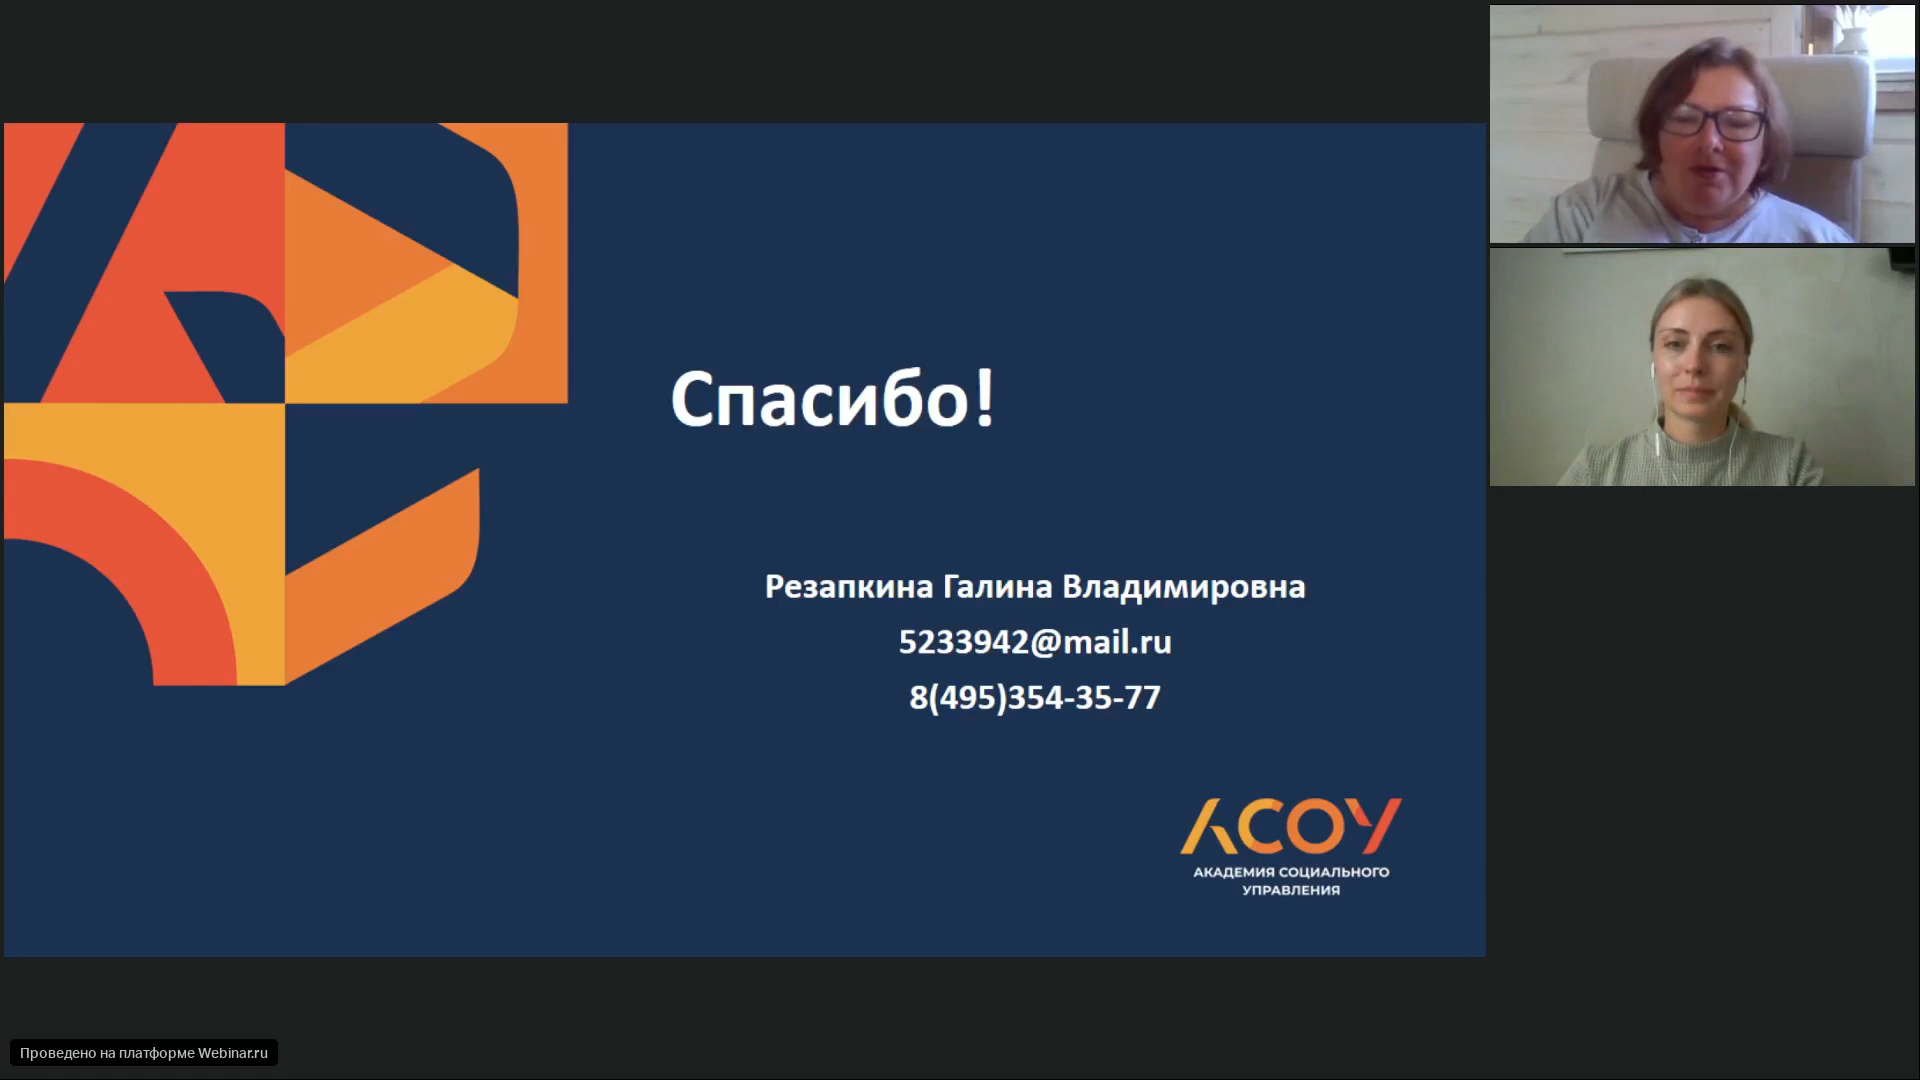 Спасибо!
Резапкина Галина Владимировна
5233942@mail.ru
8(495)354-35-77
АСОУ
АКАДЕМИЯ СОЦИАЛЬНОГО
УПРАВЛЕНИЯ
Проведено на платформе Webinar.ru